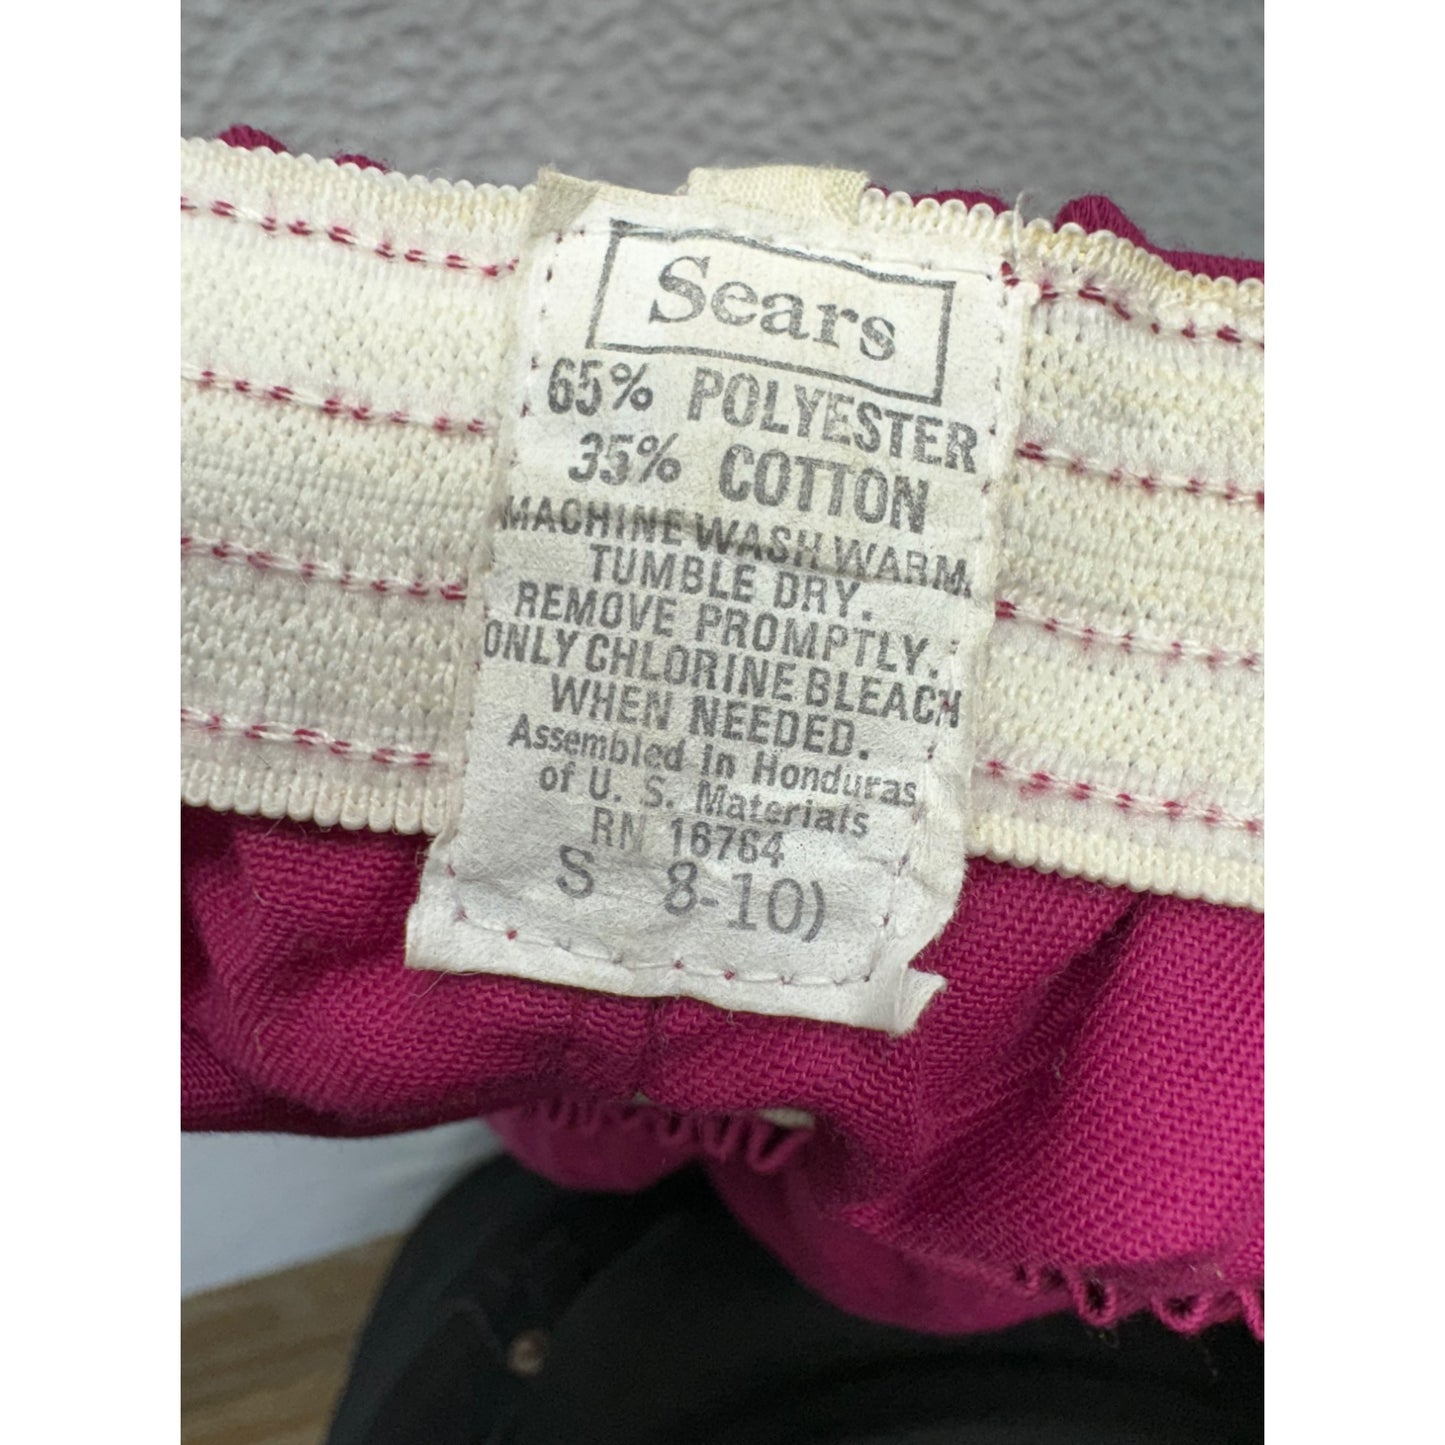 Sears
65% POLYESTER
35% COTTON
MACHINE WASH WARM.
TUMBLE DRY.
REMOVE PROMPTLY.
ONLY CHLORINE BLEACH
WHEN NEEDED.
Assembled in Honduras
of U. S. Materials
RN 16764
S 8-10)